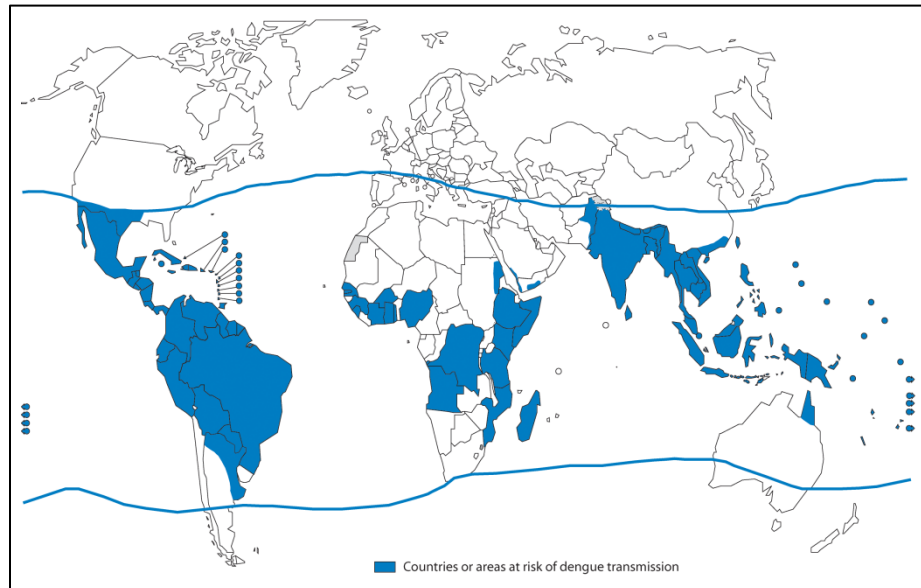 Countries or areas at risk of dengue transmission